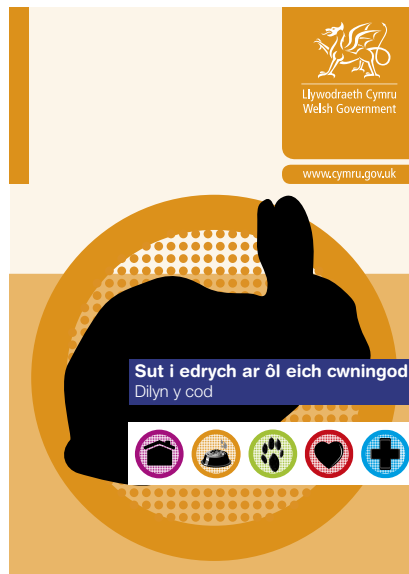 Llywodraeth Cymru
Welsh Government
www.cymru.gov.uk
Sut i edrych ar ôl eich cwningod
Dilyn y cod